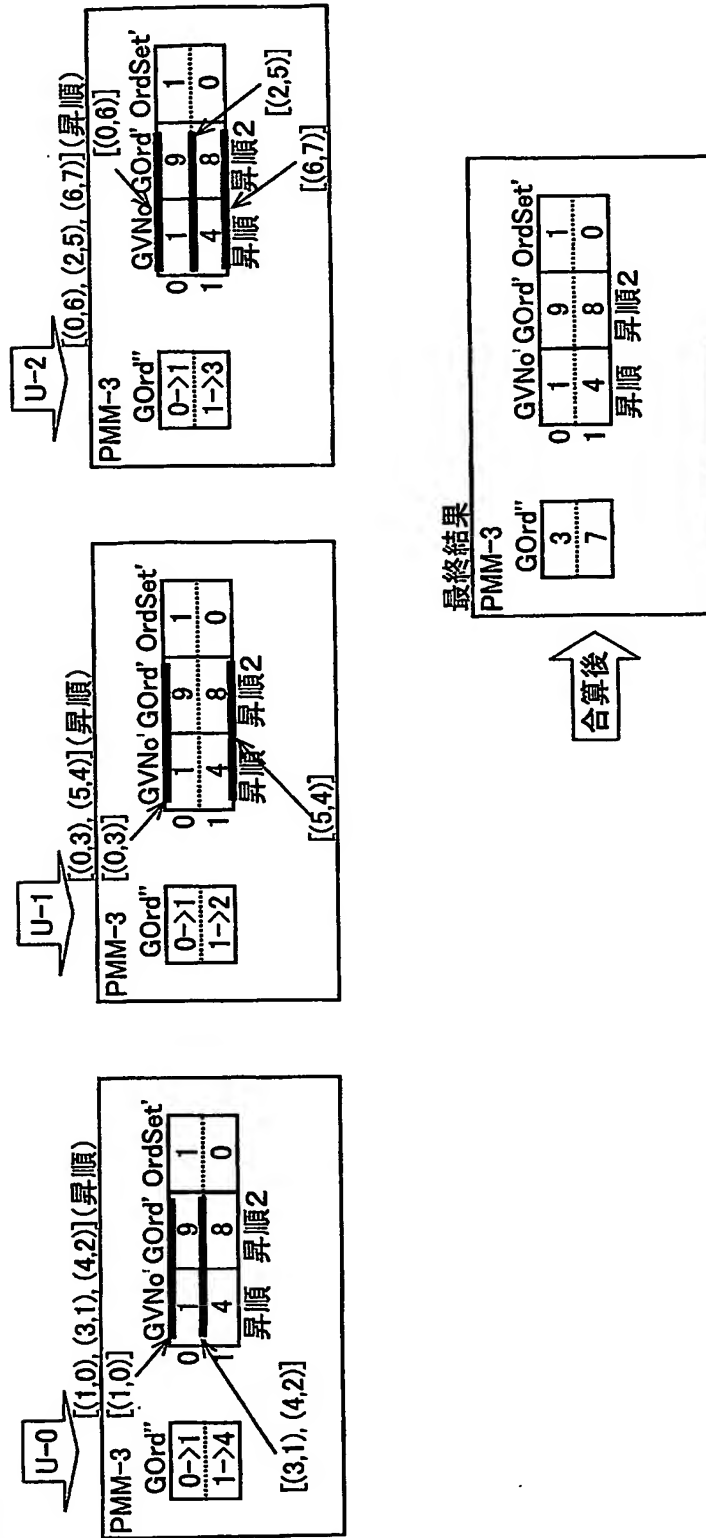 U-0
[(1,0), (3,1), (4,2)](昇順)
PMM-3
[(1,0)]
GOrd"
GVNo' GOrd' OrdSet'
0->1
0 1 9 1
1->4
1 4 8 0
昇順 昇順2
[(3,1), (4,2)]
U-1
[(0,3), (5,4)](昇順)
PMM-3
[(0,3)]
GOrd"
GVNo' GOrd' OrdSet'
0->1
0 1 9 1
1->2
1 4 8 0
昇順 昇順2
[(5,4)]
U-2
[(0,6), (2,5), (6,7)](昇順)
PMM-3
[(0,6)]
GOrd"
GVNo' GOrd' OrdSet'
0->1
0 1 9 1
1->3
1 4 8 0
昇順 昇順2
[(2,5)]
[(6,7)]
合算後
最終結果
PMM-3
GOrd"
GVNo' GOrd' OrdSet'
3
0 1 9 1
7
1 4 8 0
昇順 昇順2